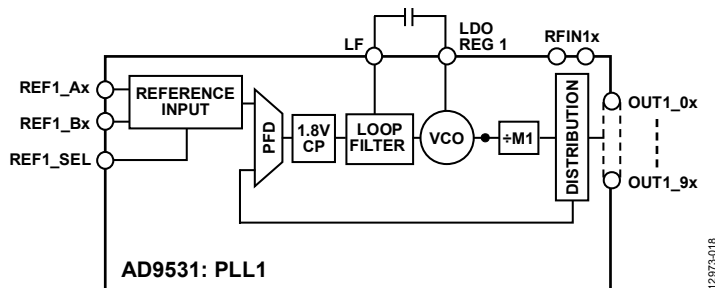 LF
LDO
REG 1
RFIN1x
REF1_Ax
REF1_Bx
REF1_SEL
REFERENCE
INPUT
PFD
1.8V
CP
LOOP
FILTER
VCO
÷M1
DISTRIBUTION
OUT1_0x
OUT1_9x
AD9531: PLL1
12973-018